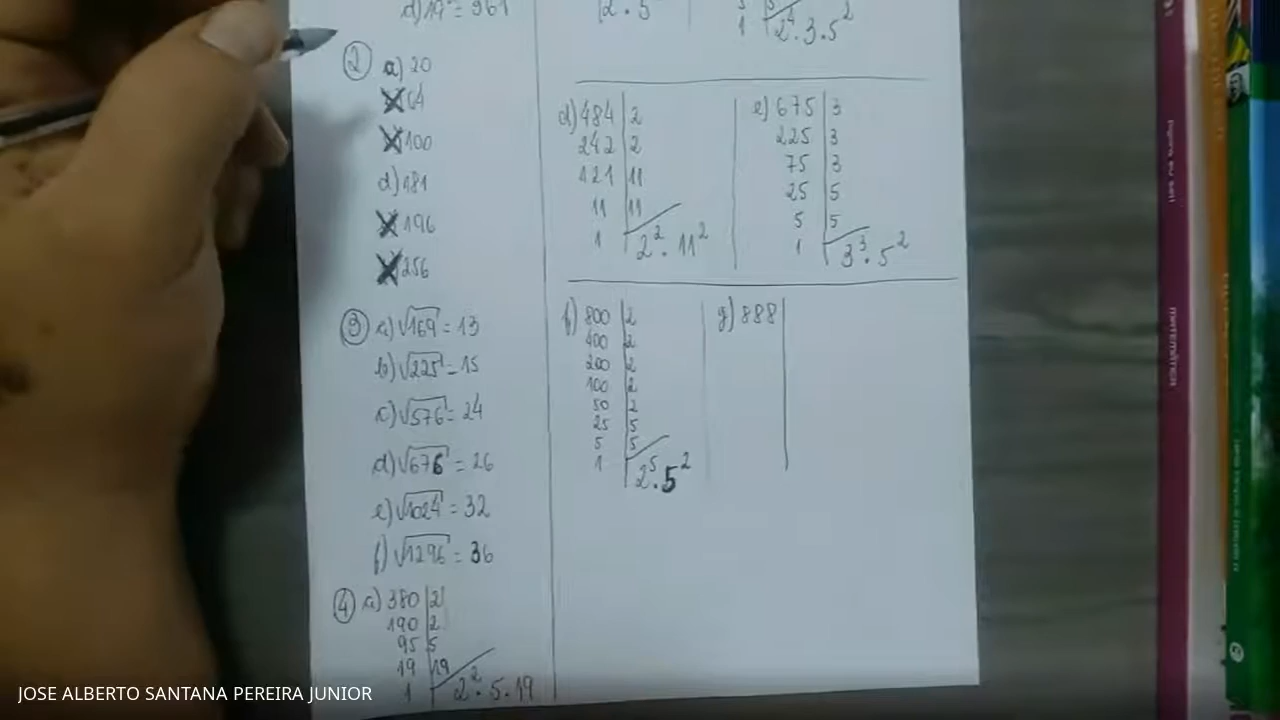 d) 19² = 961
② a) 20
64
100
d) 181
196
256
③ a) √169 = 13
b) √225 = 15
c) √576 = 24
d) √676 = 26
e) √1024 = 32
f) √1296 = 36
④ a) 380 | 2
190 | 2
95 | 5
19 | 19
1 | 2² . 5 . 19
2 . 5
1 | 2⁴ . 3 . 5²
d) 484 | 2
242 | 2
121 | 11
11 | 11
1 | 2² . 11²
e) 675 | 3
225 | 3
75 | 3
25 | 5
5 | 5
1 | 3³ . 5²
f) 800 | 2
400 | 2
200 | 2
100 | 2
50 | 2
25 | 5
5 | 5
1 | 2⁵ . 5²
g) 888 |
MATEMÁTICA
JOSE ALBERTO SANTANA PEREIRA JUNIOR